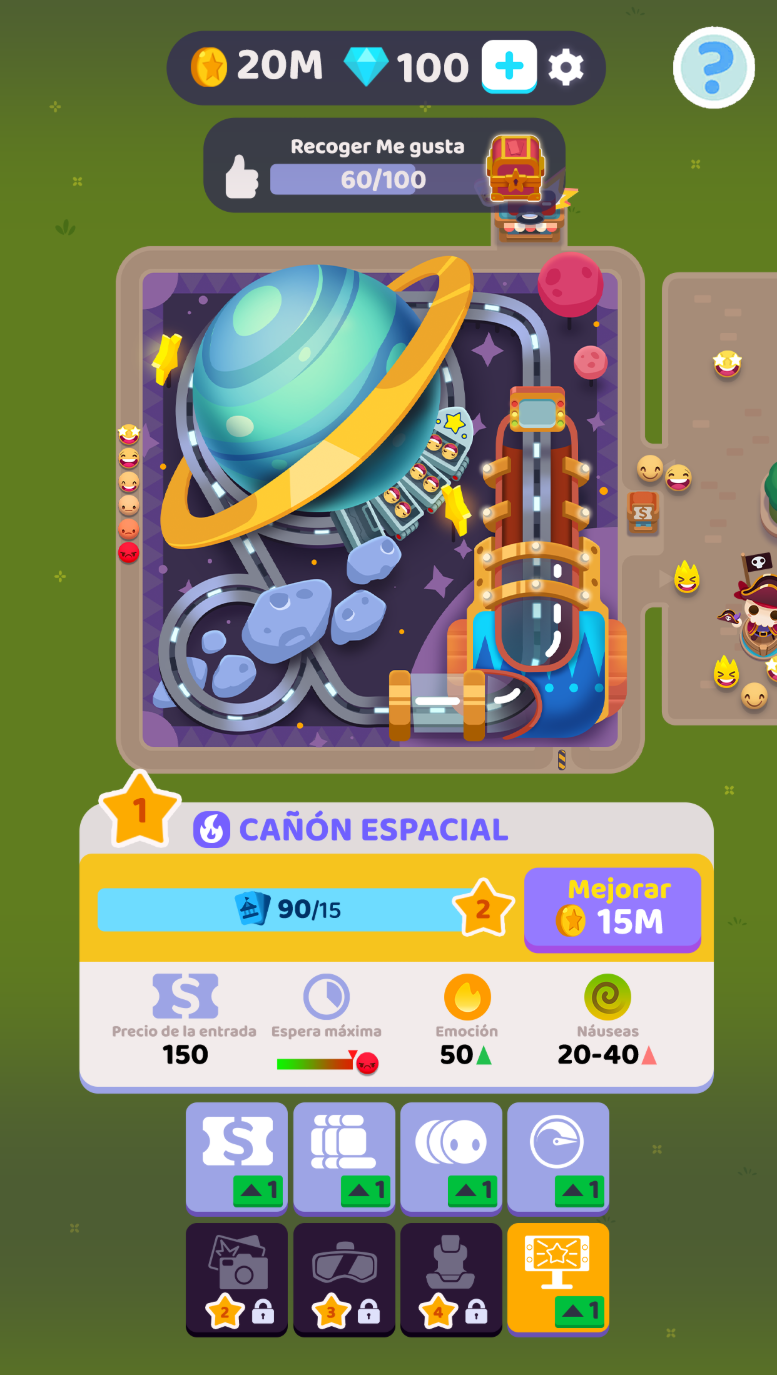 20M 100
Recoger Me gusta
60/100
1 CAÑÓN ESPACIAL
90/15 2 Mejorar
15M
Precio de la entrada Espera máxima Emoción Náuseas
150 50 20-40
1 1 1 1
2 3 4 1